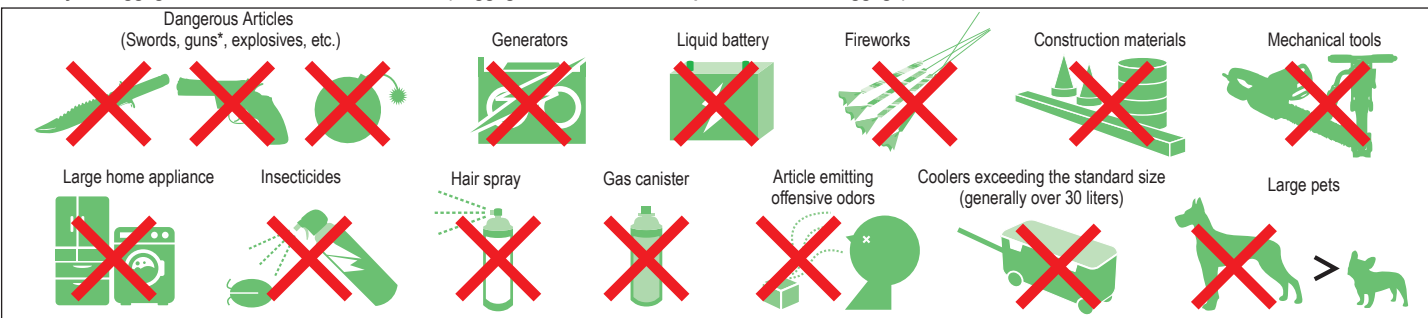 Dangerous Articles
(Swords, guns*, explosives, etc.)
Generators
Liquid battery
Fireworks
Construction materials
Mechanical tools
Large home appliance
Insecticides
Hair spray
Gas canister
Article emitting
offensive odors
Coolers exceeding the standard size
(generally over 30 liters)
Large pets
>